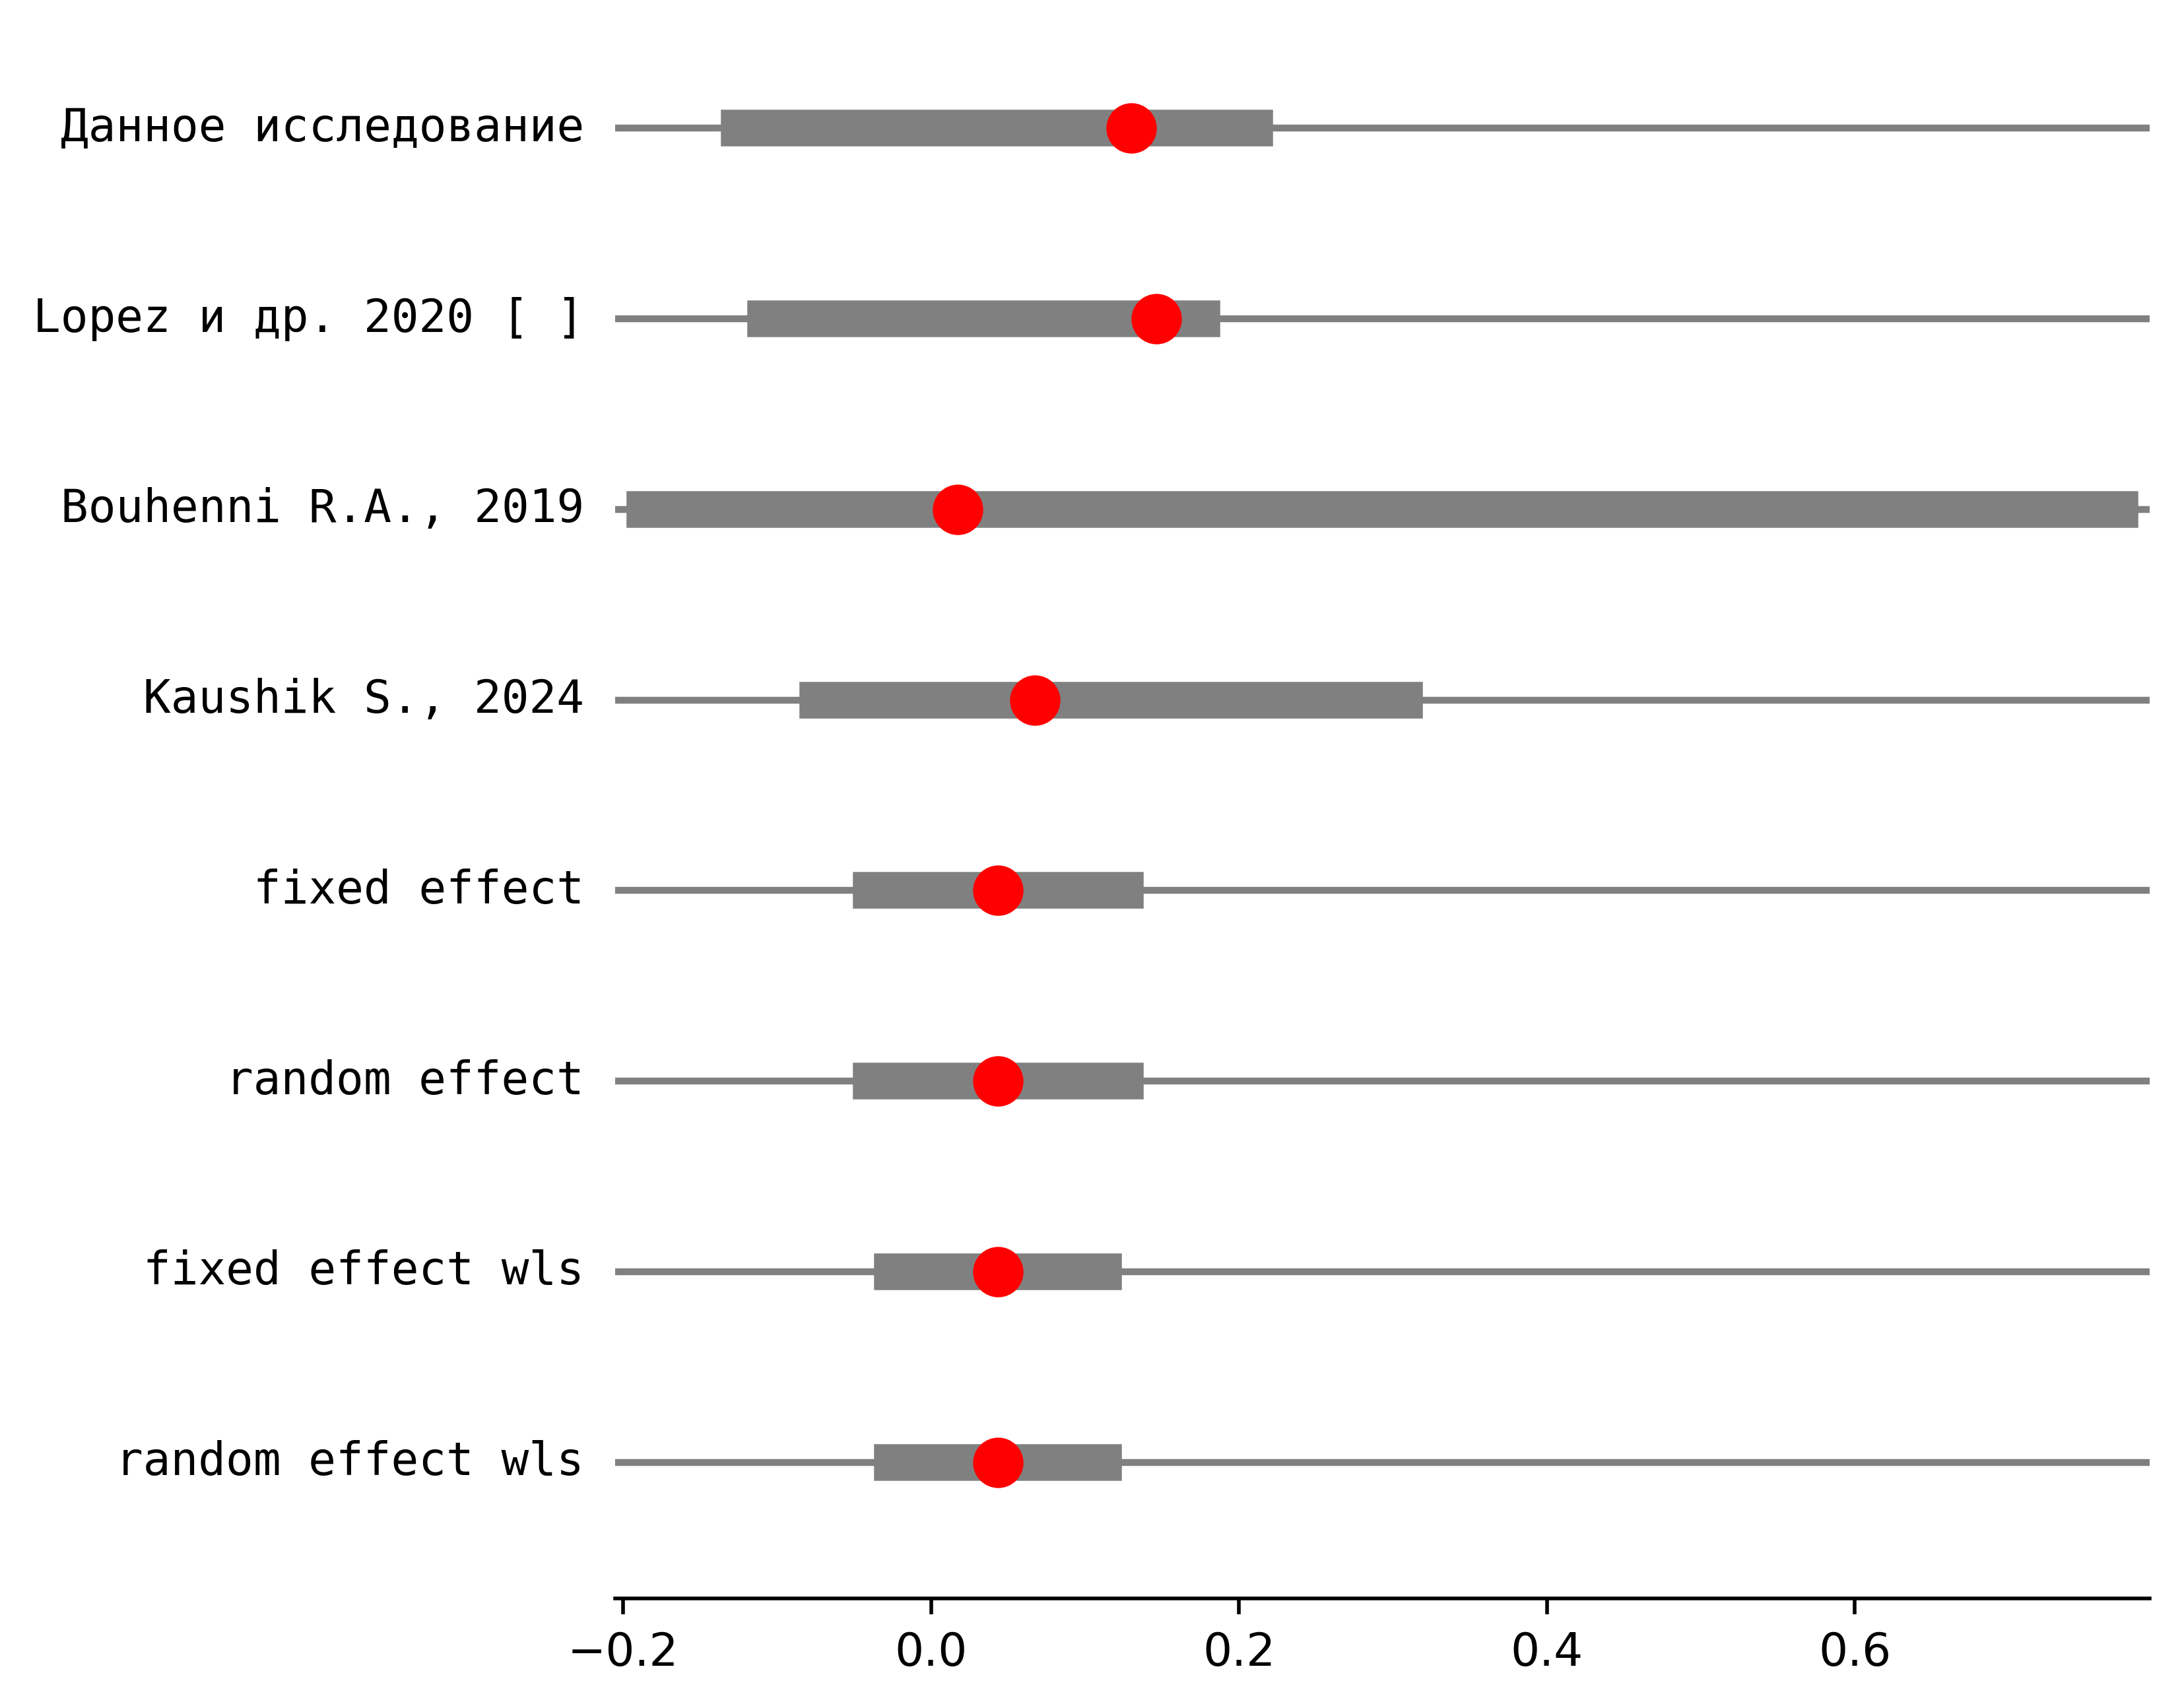 Данное исследование
Lopez и др. 2020 [ ]
Bouhenni R.A., 2019
Kaushik S., 2024
fixed effect
random effect
fixed effect wls
random effect wls
−0.2 0.0 0.2 0.4 0.6